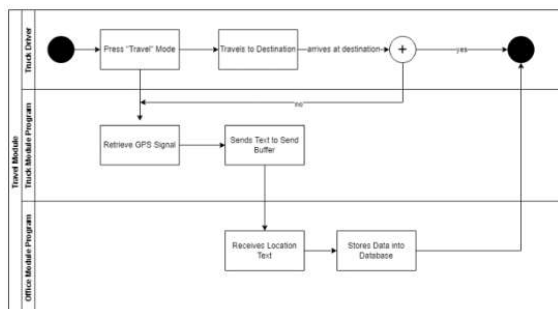 Travel Module
Truck Driver
Press "Travel" Mode
Travels to Destination
arrives at destination
+
yes
no
Truck Module Program
Retrieve GPS Signal
Sends Text to Send
Buffer
Office Module Program
Receives Location
Text
Stores Data into
Database